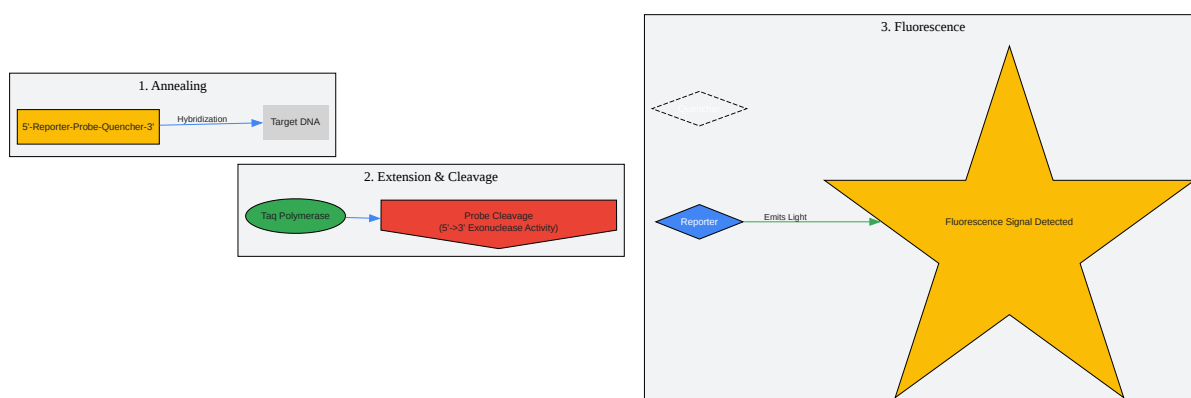 1. Annealing
5'-Reporter-Probe-Quencher-3'
Hybridization
Target DNA
2. Extension & Cleavage
Taq Polymerase
Probe Cleavage
(5'->3' Exonuclease Activity)
3. Fluorescence
Reporter
Emits Light
Fluorescence Signal Detected